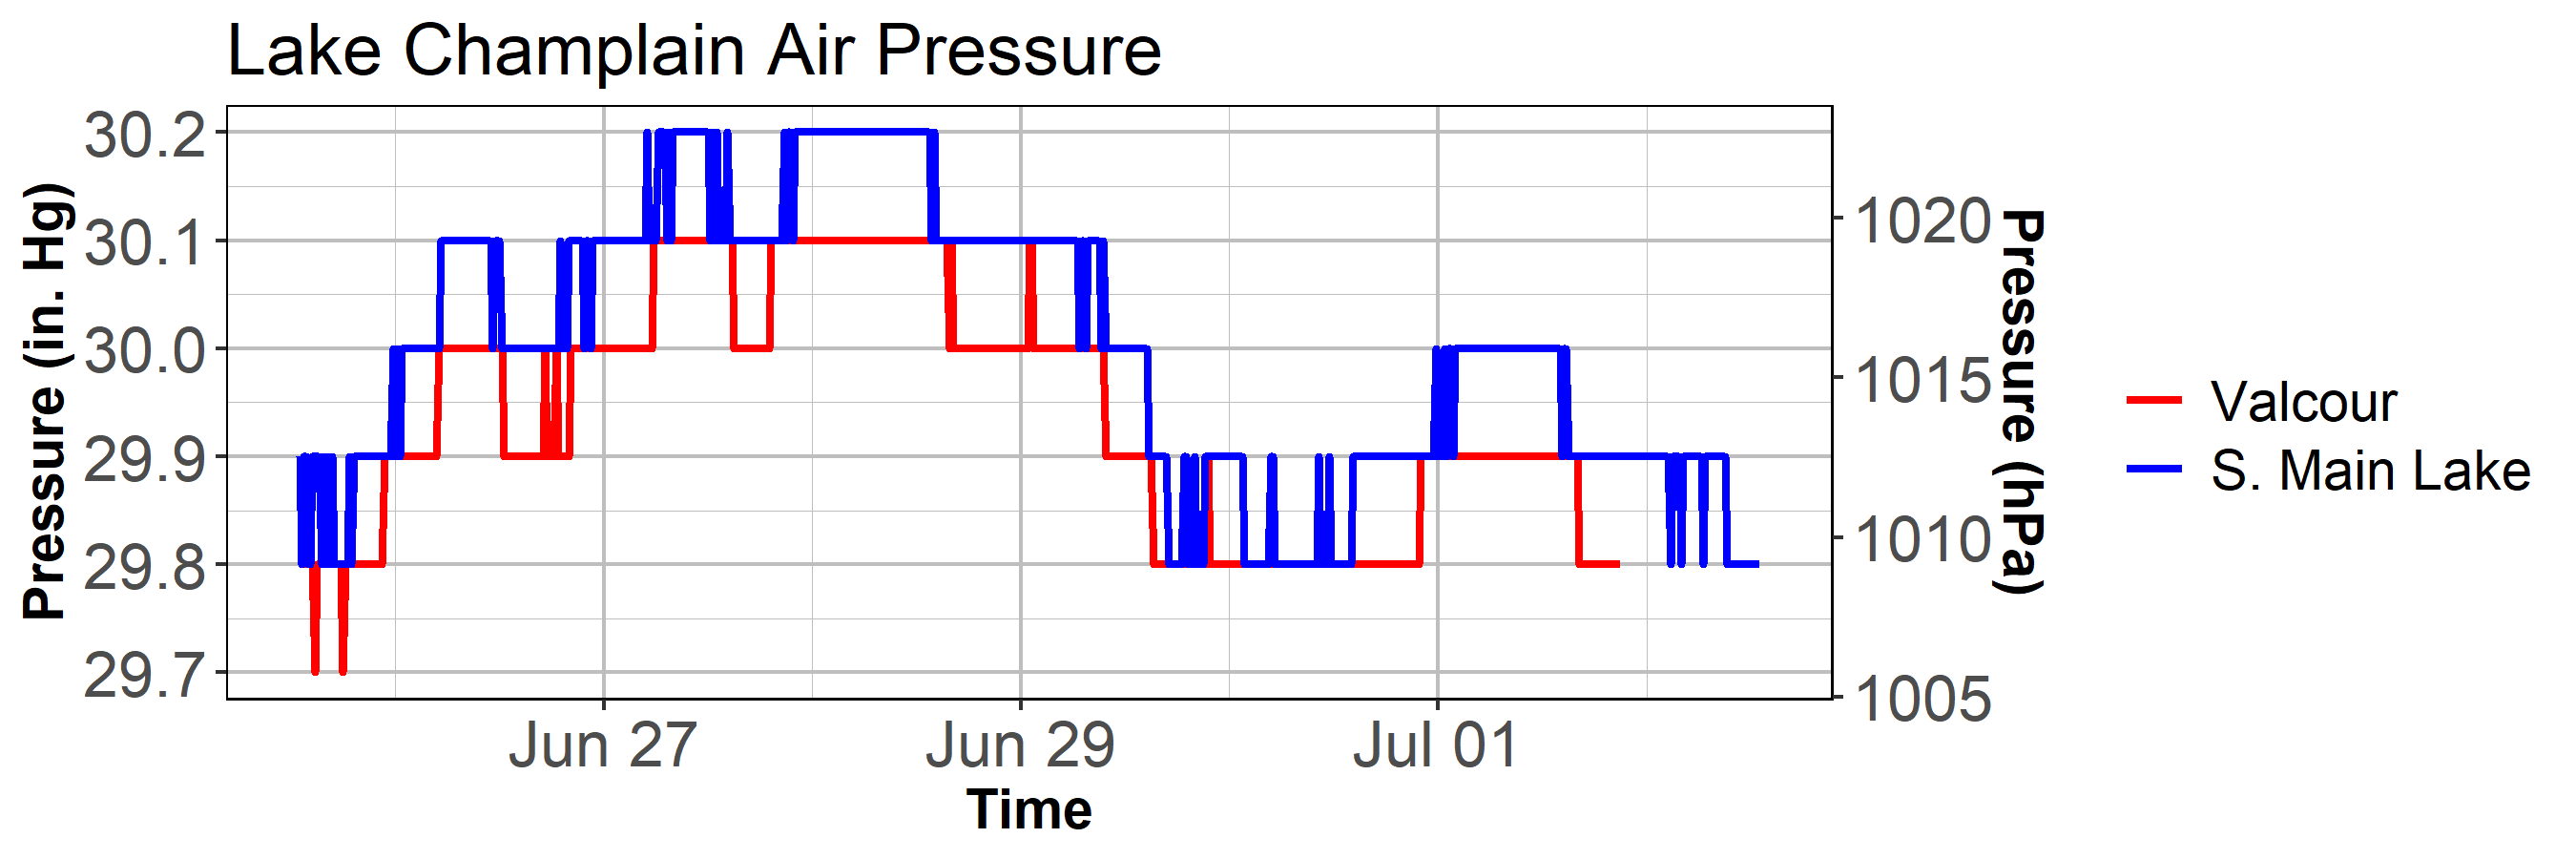 Lake Champlain Air Pressure
Pressure (in. Hg)
30.2
30.1
30.0
29.9
29.8
29.7
1020
1015
1010
1005
Pressure (hPa)
Jun 27
Jun 29
Jul 01
Time
Valcour
S. Main Lake